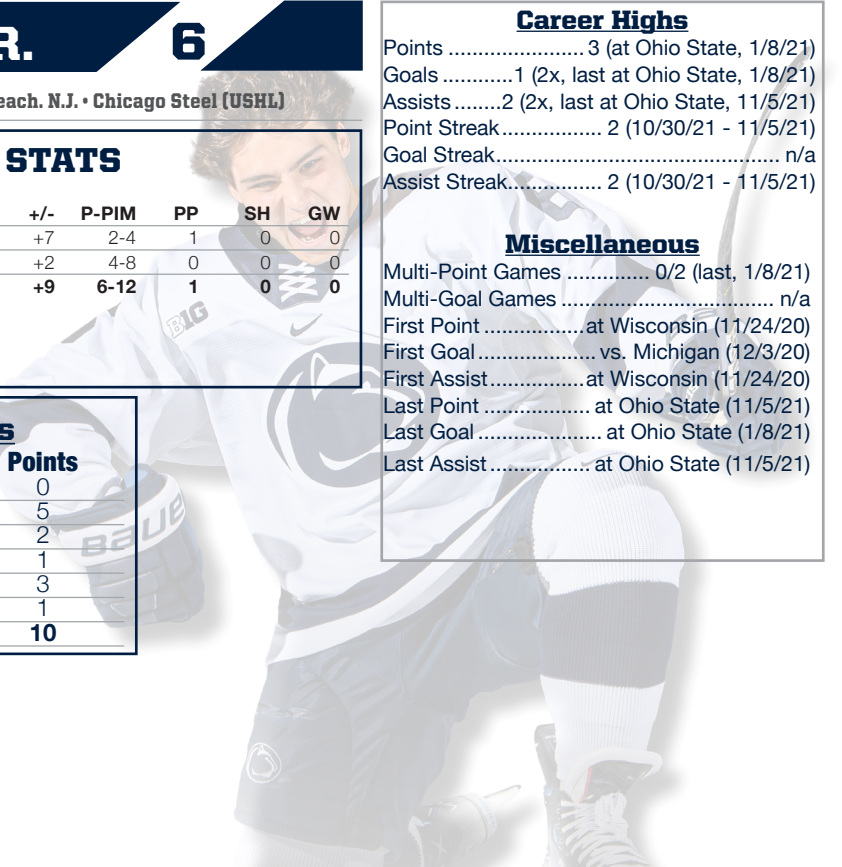 R. 6
each. N.J. • Chicago Steel (USHL)
STATS
+/- P-PIM PP SH GW
+7 2-4 1 0 0
+2 4-8 0 0 0
+9 6-12 1 0 0
S
Points
0
5
2
1
3
1
10
Career Highs
Points ...................... 3 (at Ohio State, 1/8/21)
Goals ............1 (2x, last at Ohio State, 1/8/21)
Assists ........2 (2x, last at Ohio State, 11/5/21)
Point Streak................ 2 (10/30/21 - 11/5/21)
Goal Streak.............................................. n/a
Assist Streak............... 2 (10/30/21 - 11/5/21)
Miscellaneous
Multi-Point Games .............. 0/2 (last, 1/8/21)
Multi-Goal Games ................................... n/a
First Point ................at Wisconsin (11/24/20)
First Goal................... vs. Michigan (12/3/20)
First Assist................at Wisconsin (11/24/20)
Last Point ................. at Ohio State (11/5/21)
Last Goal .................... at Ohio State (1/8/21)
Last Assist................. at Ohio State (11/5/21)
B1G
BAUE